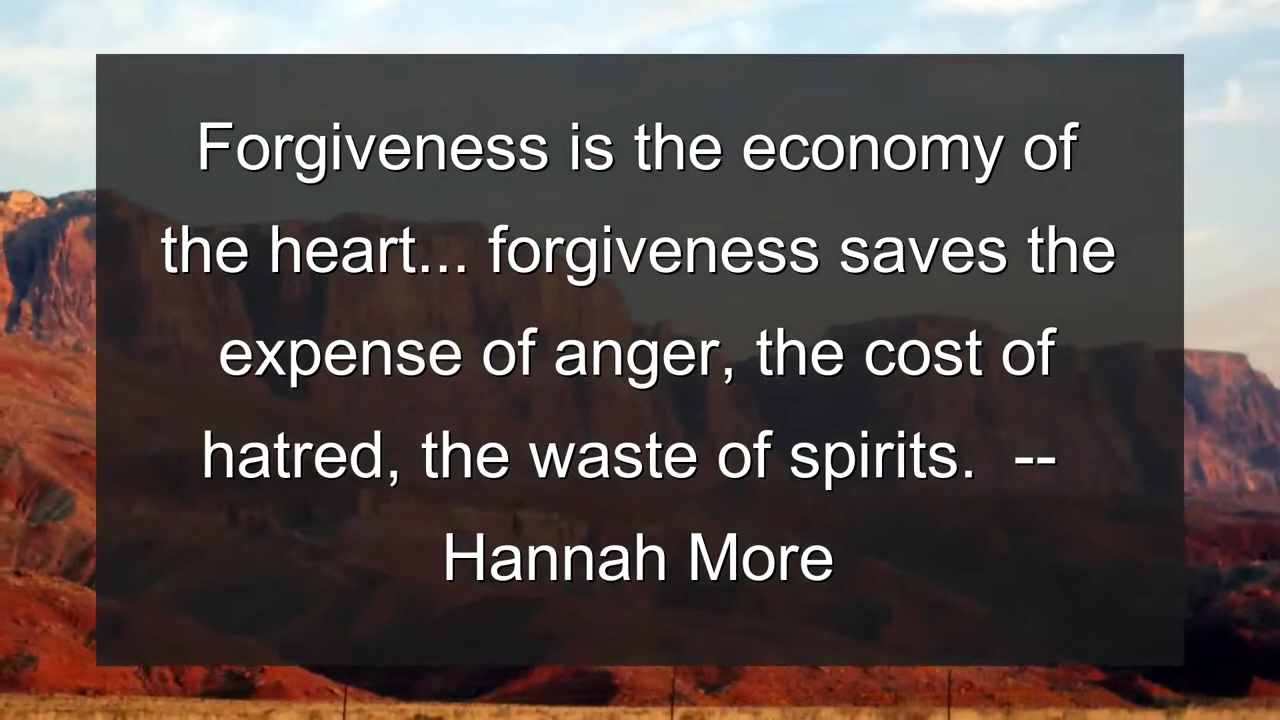 Forgiveness is the economy of
the heart... forgiveness saves the
expense of anger, the cost of
hatred, the waste of spirits.  --
Hannah More